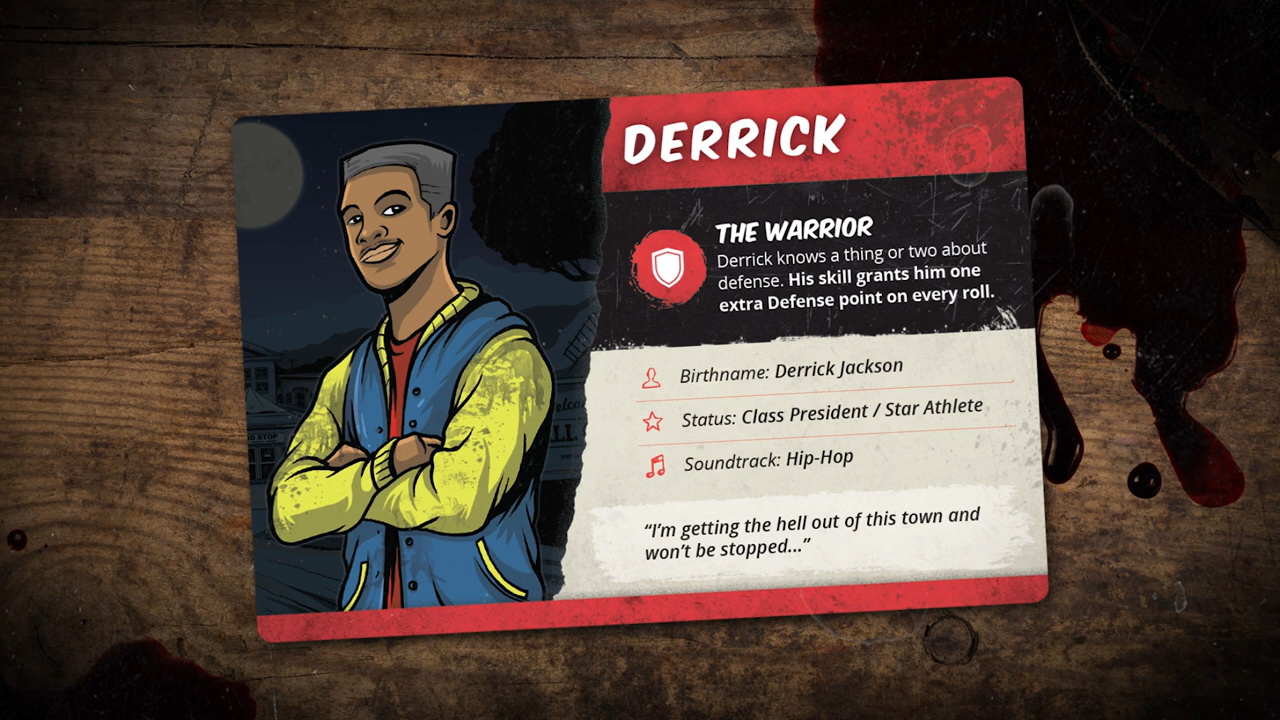 DERRICK
THE WARRIOR
Derrick knows a thing or two about
defense. His skill grants him one
extra Defense point on every roll.
Birthname: Derrick Jackson
Status: Class President / Star Athlete
Soundtrack: Hip-Hop
“I’m getting the hell out of this town and
won’t be stopped...”